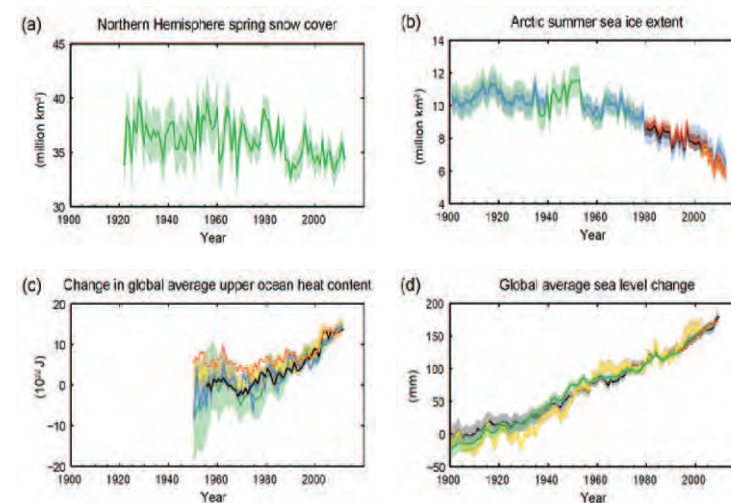 (a) Northern Hemisphere spring snow cover
45
40
35
30
(million km²)
1900 1920 1940 1960 1980 2000
Year
(b) Arctic summer sea ice extent
14
12
10
8
6
4
(million km²)
1900 1920 1940 1960 1980 2000
Year
(c) Change in global average upper ocean heat content
20
10
0
−10
−20
(10²² J)
1900 1920 1940 1960 1980 2000
Year
(d) Global average sea level change
200
150
100
50
0
−50
(mm)
1900 1920 1940 1960 1980 2000
Year